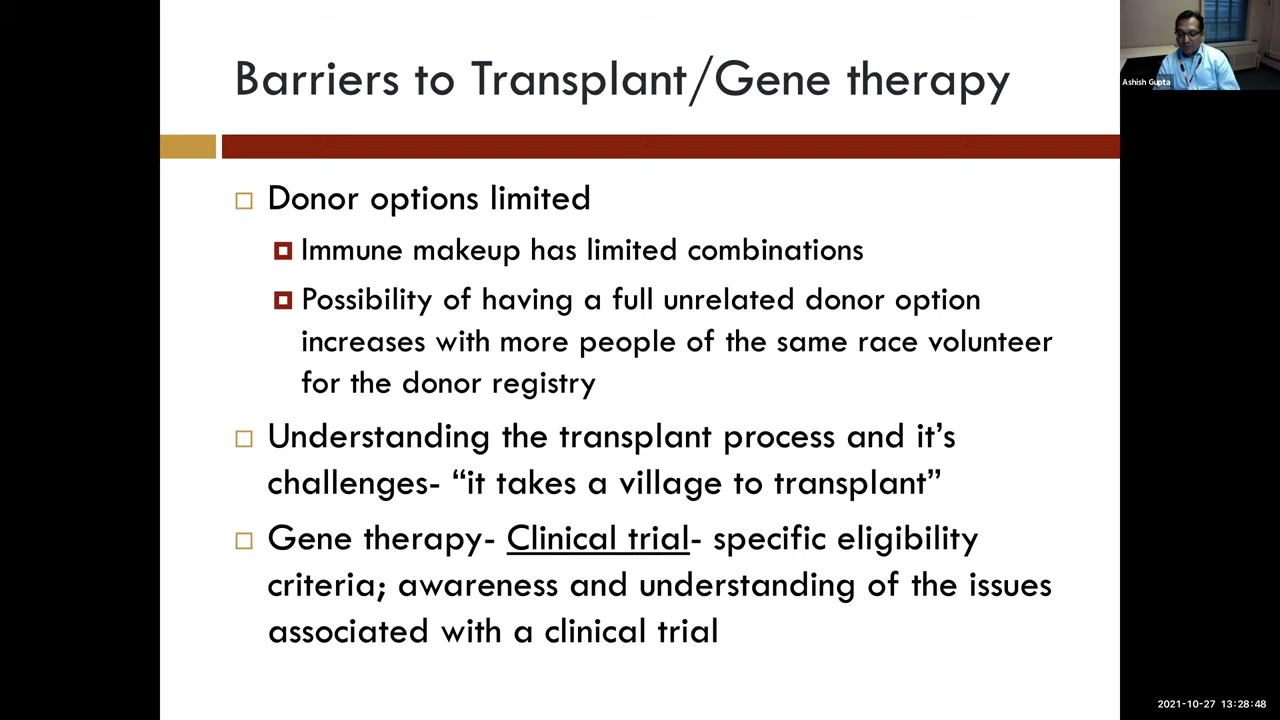 Barriers to Transplant/Gene therapy
Ashish Gupta
Donor options limited
Immune makeup has limited combinations
Possibility of having a full unrelated donor option
increases with more people of the same race volunteer
for the donor registry
Understanding the transplant process and it’s
challenges- “it takes a village to transplant”
Gene therapy- Clinical trial- specific eligibility
criteria; awareness and understanding of the issues
associated with a clinical trial
2021-10-27 13:28:48